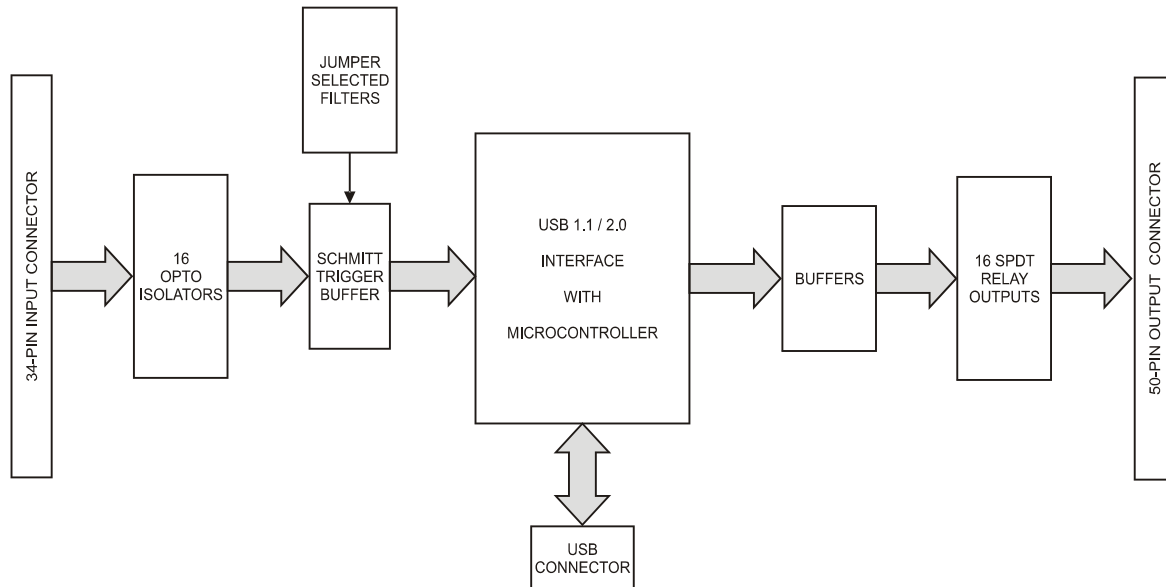 JUMPER
SELECTED
FILTERS
34-PIN INPUT CONNECTOR
16
OPTO
ISOLATORS
SCHMITT
TRIGGER
BUFFER
USB 1.1 / 2.0
INTERFACE
WITH
MICROCONTROLLER
BUFFERS
16 SPDT
RELAY
OUTPUTS
50-PIN OUTPUT CONNECTOR
USB
CONNECTOR